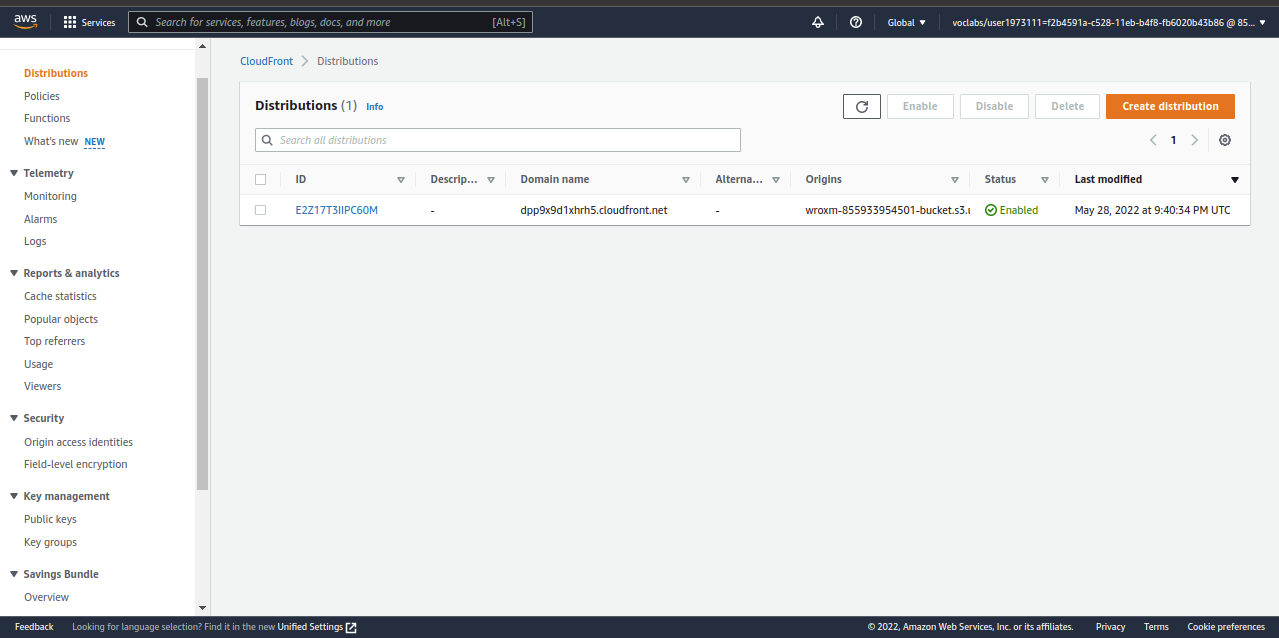 aws Services Search for services, features, blogs, docs, and more [Alt+S] Global voclabs/user1973111=f2b4591a-c528-11eb-b4f8-fb6020b43b86 @ 85...
Distributions
Policies
Functions
What's new NEW
Telemetry
Monitoring
Alarms
Logs
Reports & analytics
Cache statistics
Popular objects
Top referrers
Usage
Viewers
Security
Origin access identities
Field-level encryption
Key management
Public keys
Key groups
Savings Bundle
Overview
CloudFront Distributions
Distributions (1) Info Enable Disable Delete Create distribution
Search all distributions 1
ID Descrip... Domain name Alterna... Origins Status Last modified
E2Z17T3IIPC60M - dpp9x9d1xhrh5.cloudfront.net - wroxm-855933954501-bucket.s3.u Enabled May 28, 2022 at 9:40:34 PM UTC
Feedback Looking for language selection? Find it in the new Unified Settings © 2022, Amazon Web Services, Inc. or its affiliates. Privacy Terms Cookie preferences